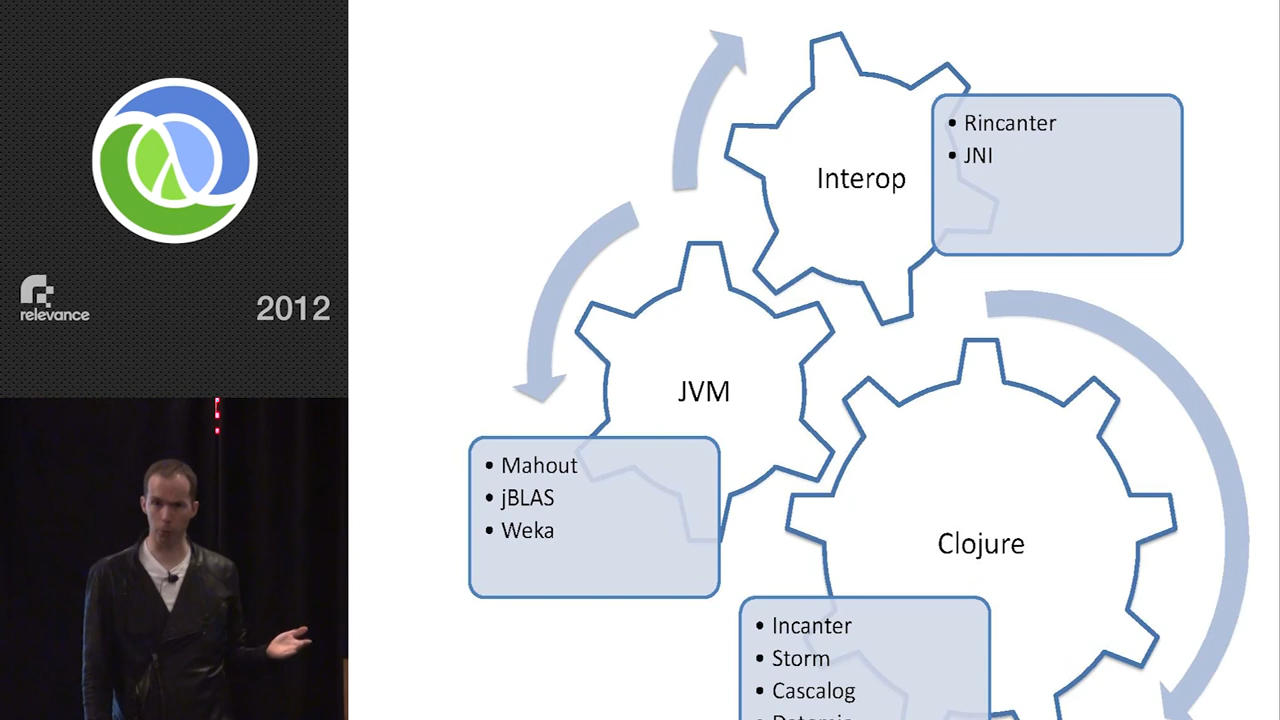 relevance
2012
Interop
• Rincanter
• JNI
JVM
• Mahout
• jBLAS
• Weka
Clojure
• Incanter
• Storm
• Cascalog